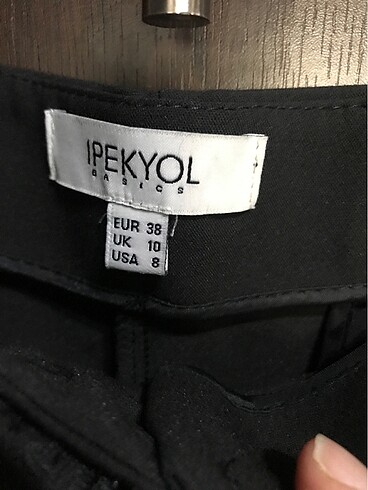 IPEKYOL
BASICS
EUR 38
UK 10
USA 8